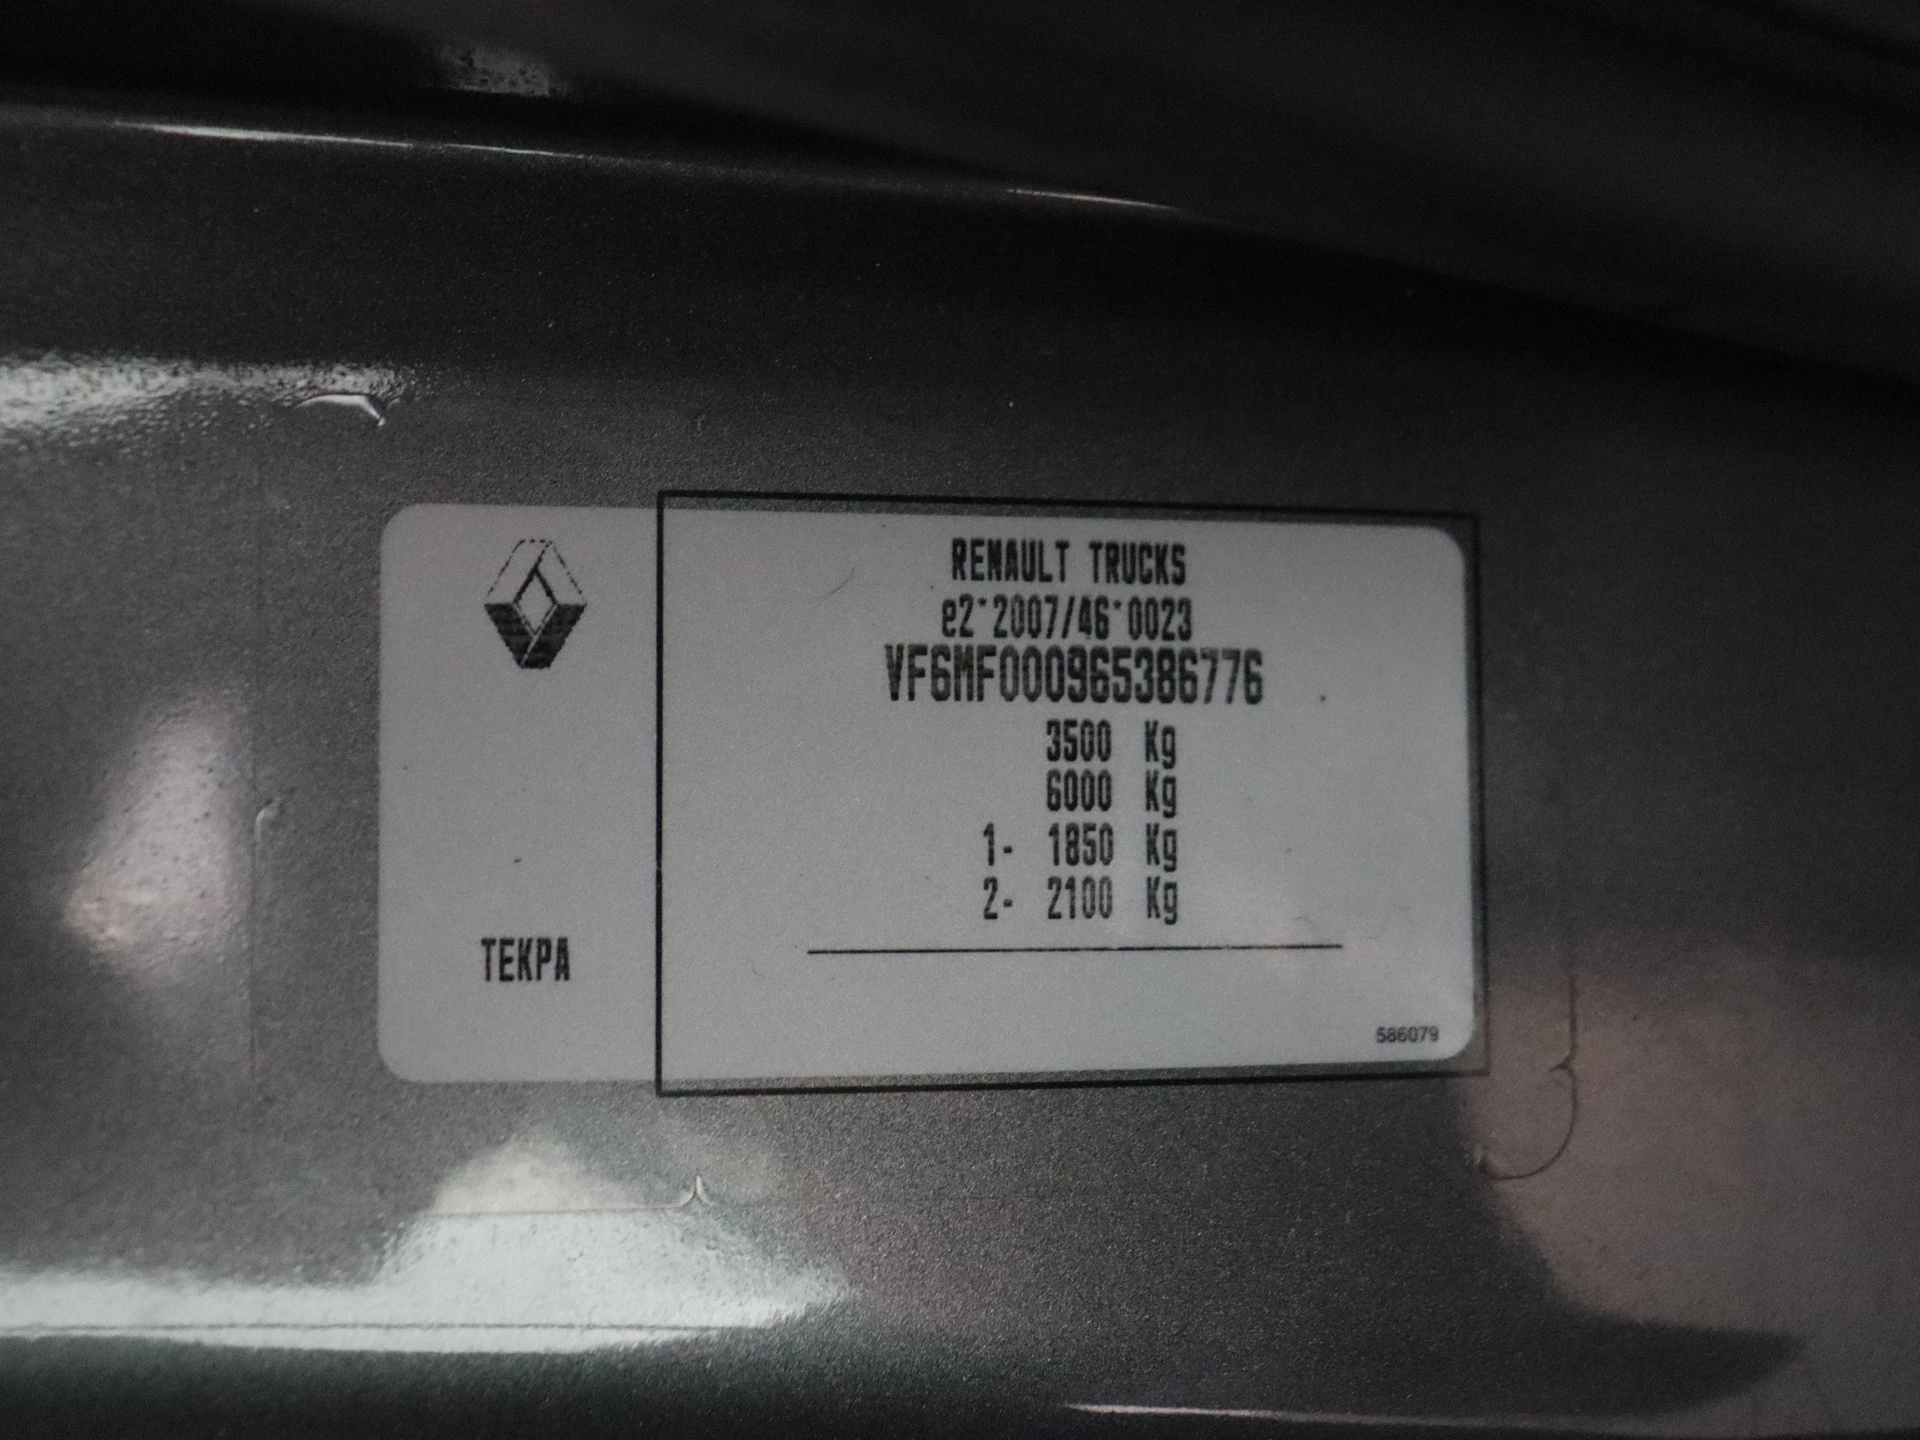 RENAULT TRUCKS
e2*2007/46*0023
VF6MF000965386776
3500 Kg
6000 Kg
1- 1850 Kg
2- 2100 Kg
TEKPA
586079